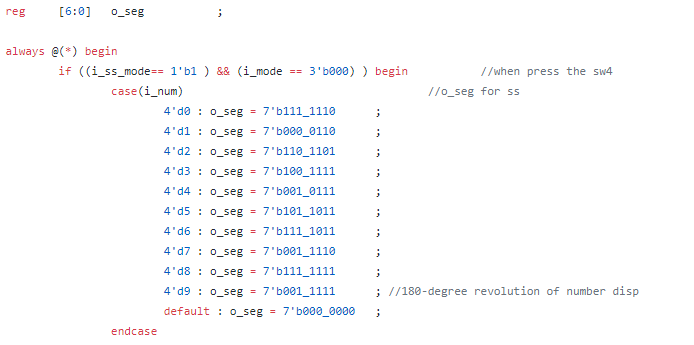 reg [6:0] o_seg ;
always @(*) begin
if ((i_ss_mode== 1'b1 ) && (i_mode == 3'b000) ) begin //when press the sw4
case(i_num) //o_seg for ss
4'd0 : o_seg = 7'b111_1110 ;
4'd1 : o_seg = 7'b000_0110 ;
4'd2 : o_seg = 7'b110_1101 ;
4'd3 : o_seg = 7'b100_1111 ;
4'd4 : o_seg = 7'b001_0111 ;
4'd5 : o_seg = 7'b101_1011 ;
4'd6 : o_seg = 7'b111_1011 ;
4'd7 : o_seg = 7'b001_1110 ;
4'd8 : o_seg = 7'b111_1111 ;
4'd9 : o_seg = 7'b001_1111 ; //180-degree revolution of number disp
default : o_seg = 7'b000_0000 ;
endcase